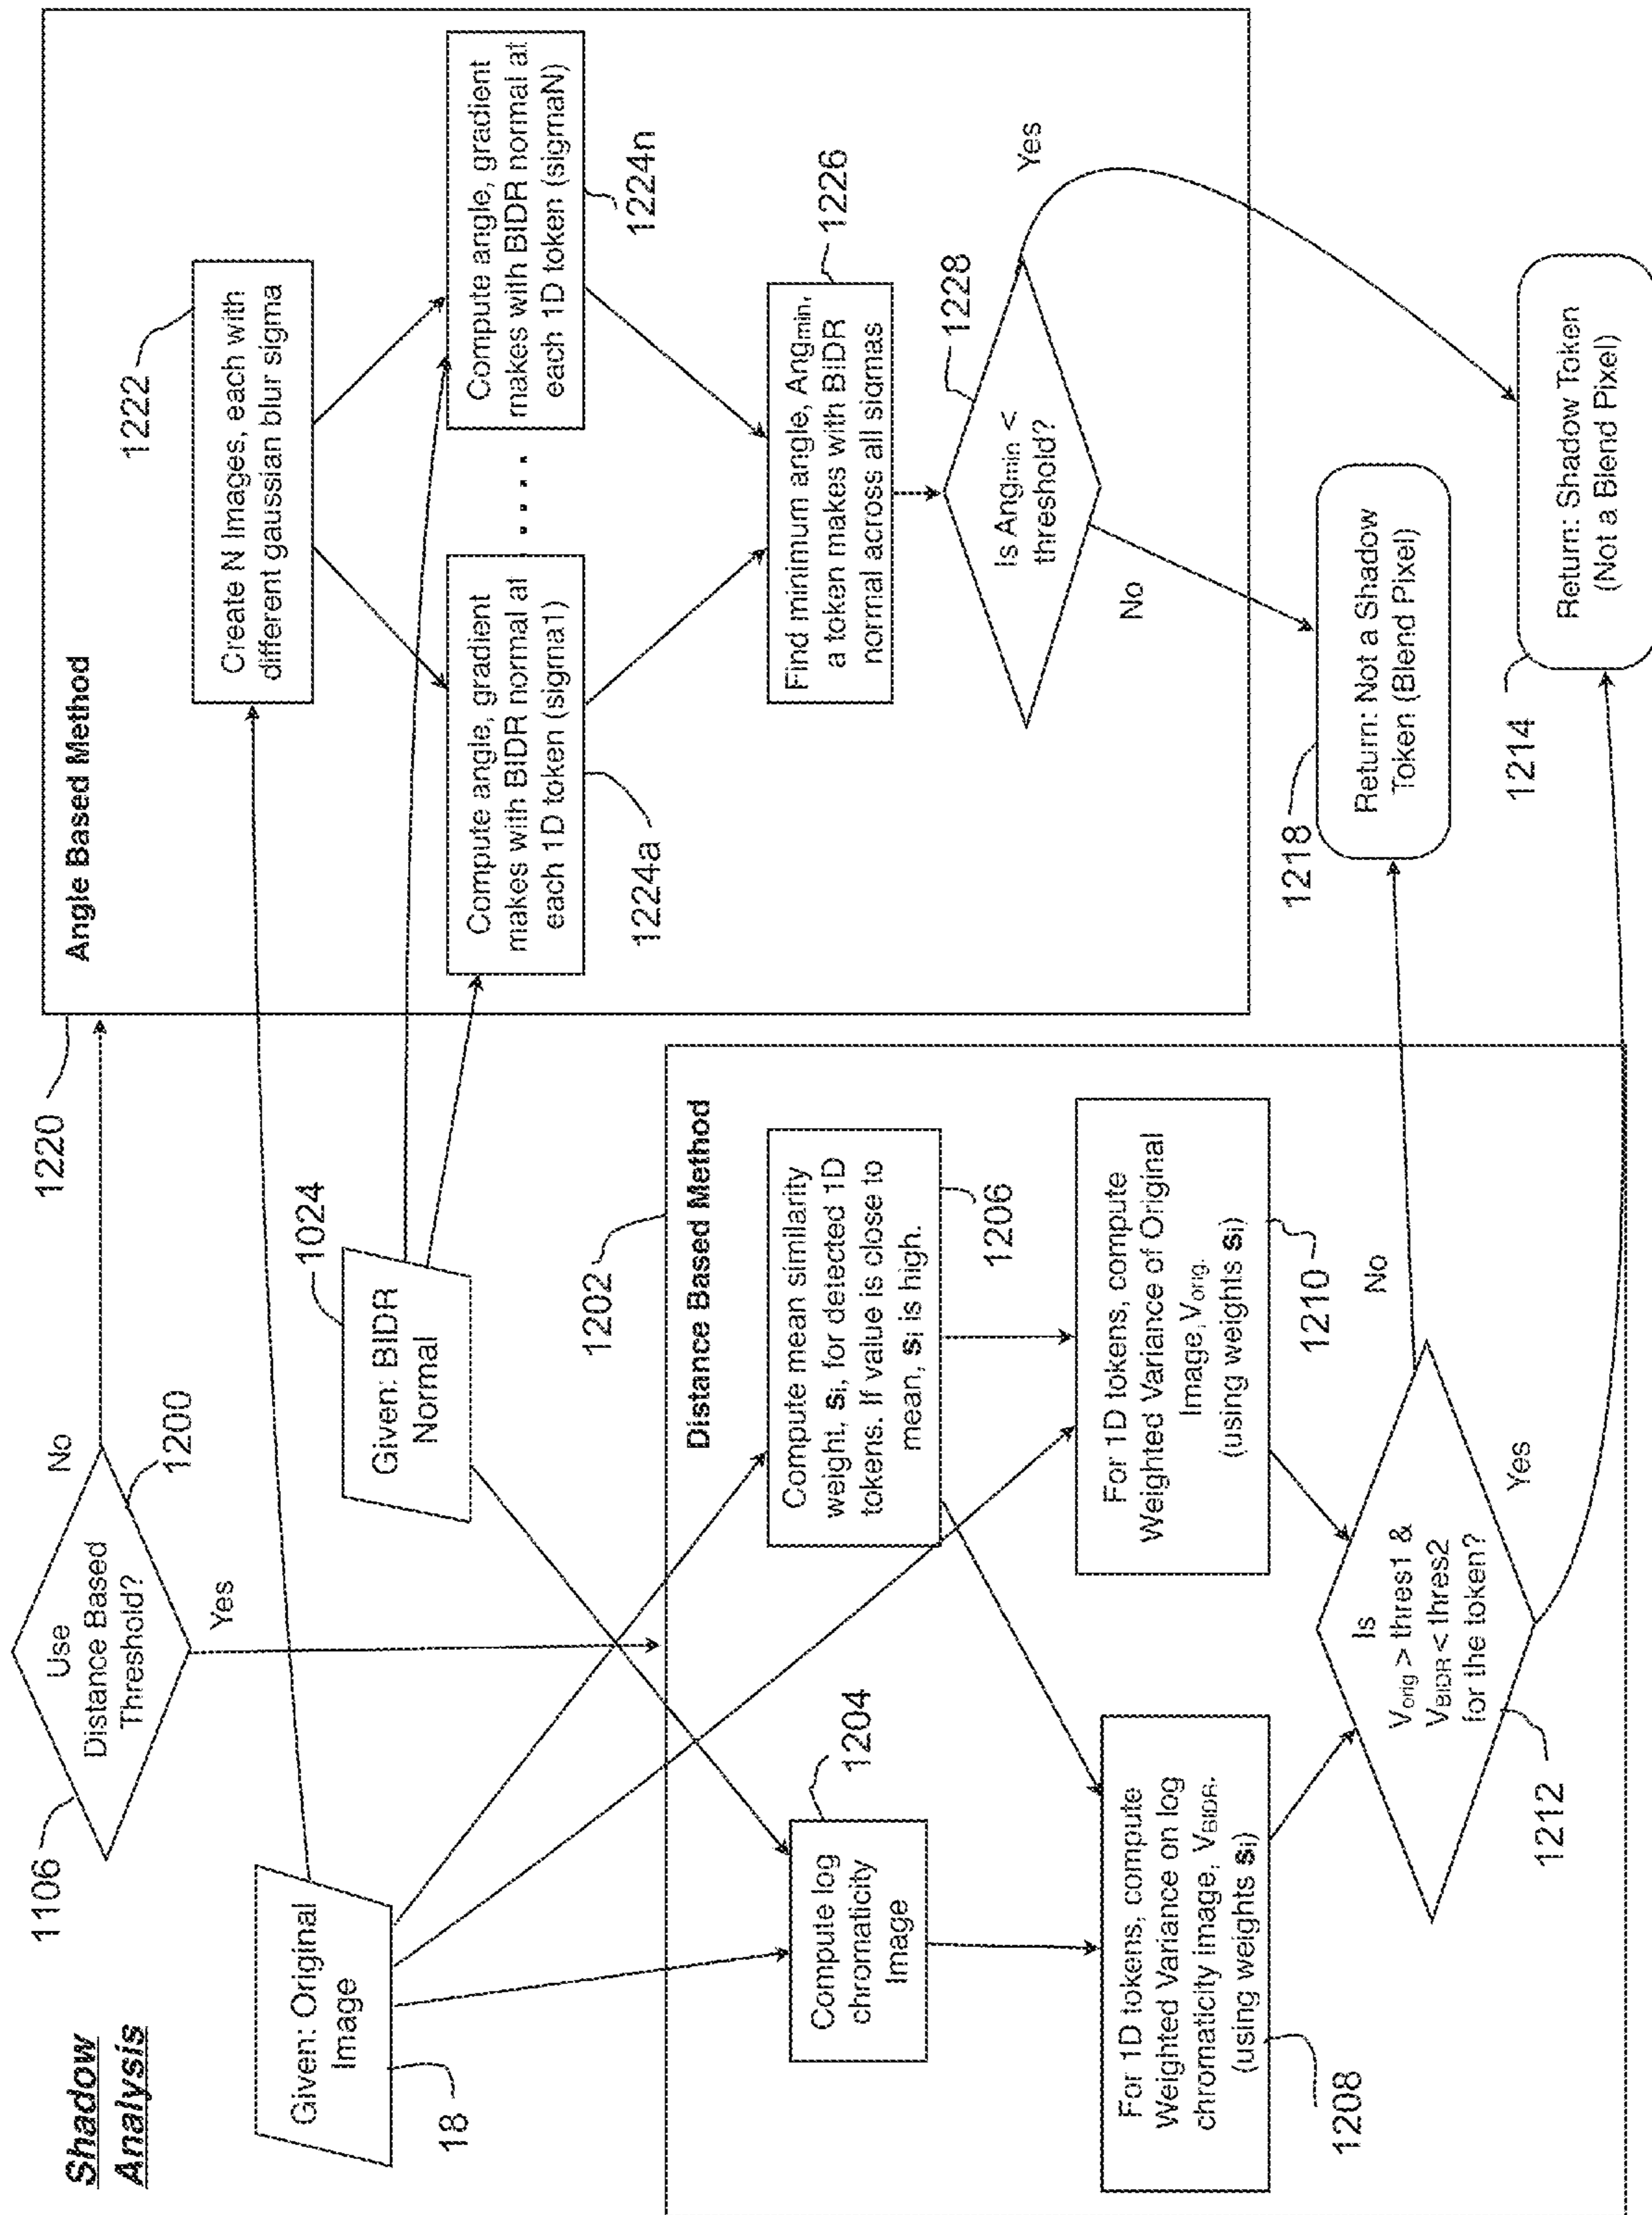 Shadow
Analysis
1106
Use
Distance Based
Threshold?
1200
No
Yes
Given: Original
Image
18
Given: BIDR
Normal
1024
1220
Angle Based Method
Create N Images, each with
different gaussian blur sigma
1222
Compute angle, gradient
makes with BIDR normal at
each 1D token (sigma1)
1224a
....
Compute angle, gradient
makes with BIDR normal at
each 1D token (sigmaN)
1224n
Find minimum angle, Angmin,
a token makes with BIDR
normal across all sigmas
1226
Is Angmin <
threshold?
1228
No
Yes
1202
Distance Based Method
Compute log
chromaticity
Image
1204
Compute mean similarity
weight, si, for detected 1D
tokens. If value is close to
mean, si is high.
1206
For 1D tokens, compute
Weighted Variance on log
chromaticity image, VBIDR.
(using weights si)
1208
For 1D tokens, compute
Weighted Variance of Original
Image, Vorig.
(using weights si)
1210
Is
Vorig > thres1 &
VBIDR < thres2
for the token?
1212
No
Yes
Return: Not a Shadow
Token (Blend Pixel)
1218
Return: Shadow Token
(Not a Blend Pixel)
1214